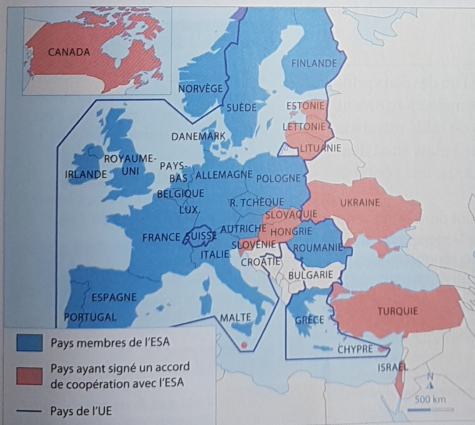 CANADA
FINLANDE
NORVÈGE
SUÈDE
ESTONIE
LETTONIE
LITUANIE
DANEMARK
ROYAUME-
UNI
IRLANDE
PAYS-
BAS
ALLEMAGNE
POLOGNE
BELGIQUE
LUX.
R. TCHÈQUE
UKRAINE
SLOVAQUIE
FRANCE
SUISSE
AUTRICHE
HONGRIE
SLOVÉNIE
ROUMANIE
ITALIE
CROATIE
BULGARIE
ESPAGNE
PORTUGAL
MALTE
GRÈCE
TURQUIE
CHYPRE
ISRAËL
N
500 km
Pays membres de l'ESA
Pays ayant signé un accord
de coopération avec l'ESA
Pays de l'UE